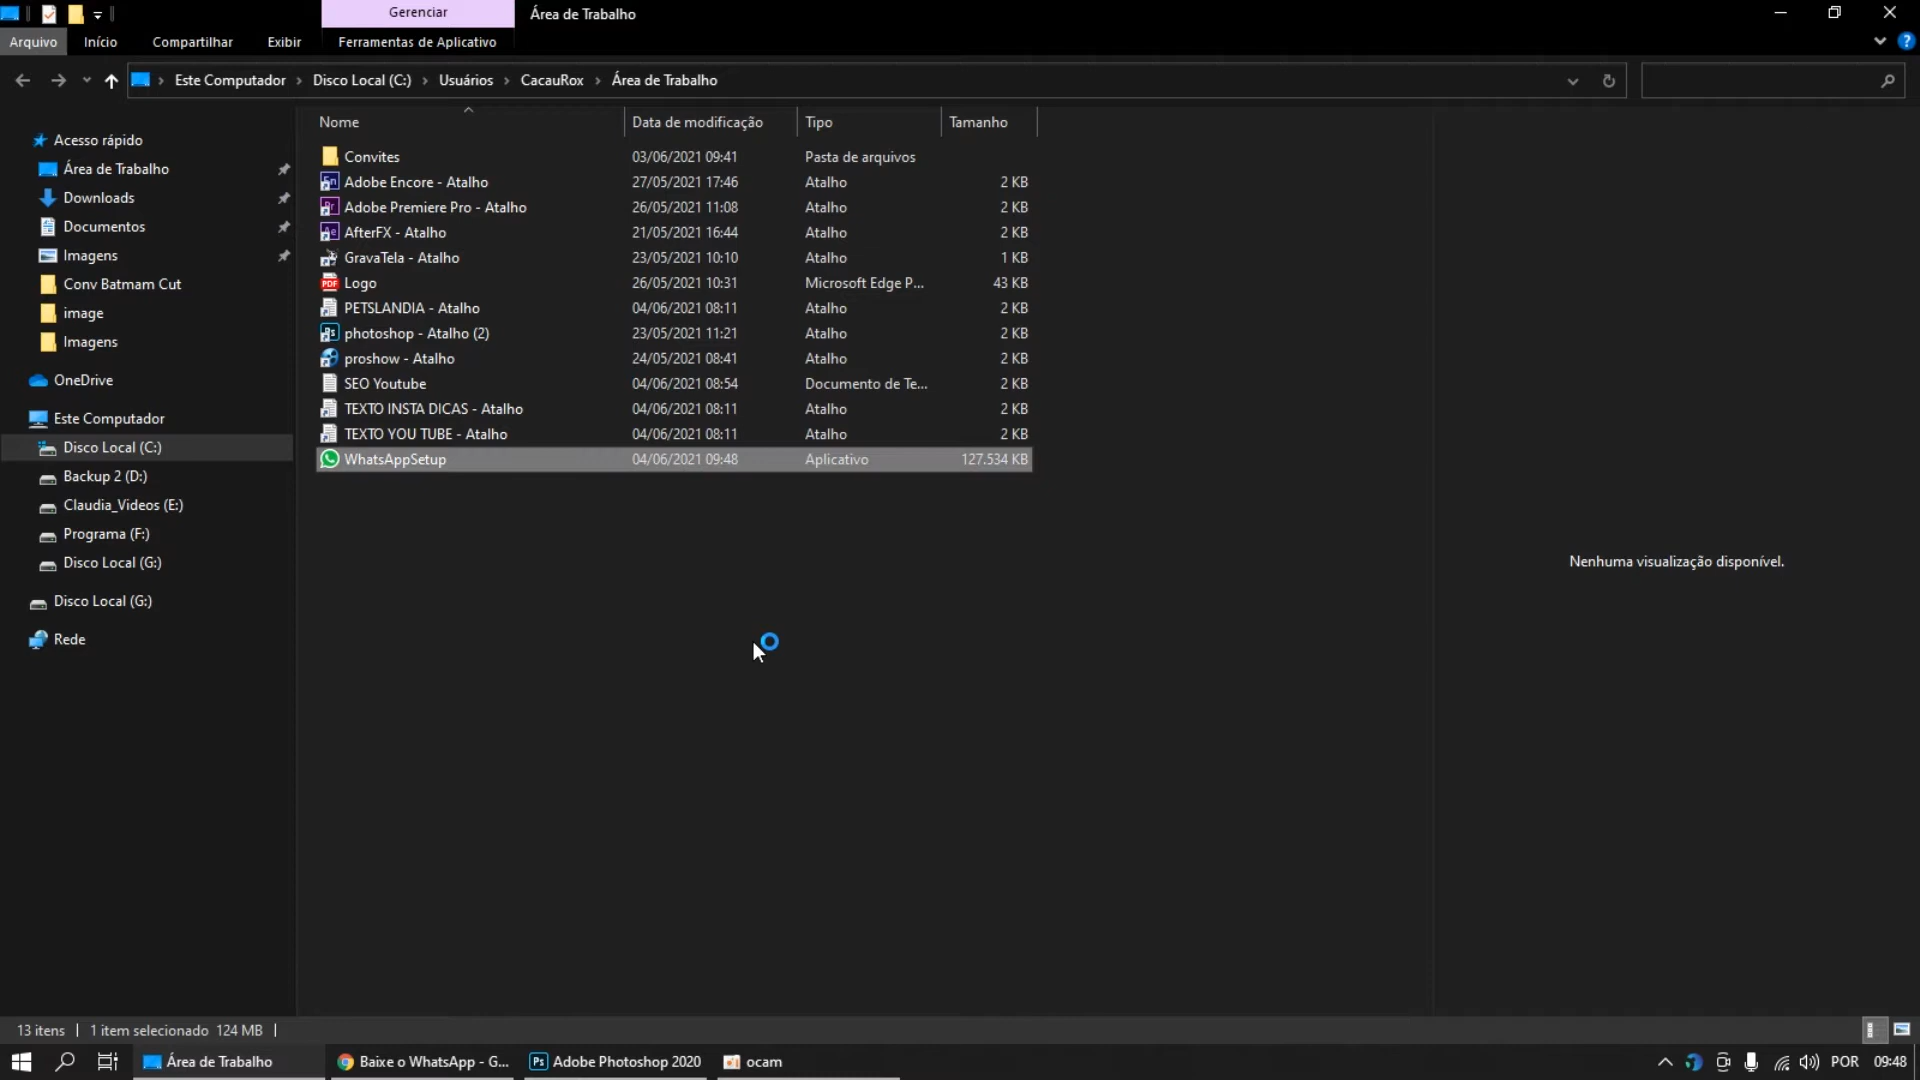 Gerenciar
Área de Trabalho
Arquivo
Início
Compartilhar
Exibir
Ferramentas de Aplicativo
?
Este Computador
Disco Local (C:)
Usuários
CacauRox
Área de Trabalho
Nome
Data de modificação
Tipo
Tamanho
Acesso rápido
Área de Trabalho
Downloads
Documentos
Imagens
Conv Batmam Cut
image
Imagens
OneDrive
Este Computador
Disco Local (C:)
Backup 2 (D:)
Claudia_Videos (E:)
Programa (F:)
Disco Local (G:)
Disco Local (G:)
Rede
Convites 03/06/2021 09:41 Pasta de arquivos
Adobe Encore - Atalho 27/05/2021 17:46 Atalho 2 KB
Adobe Premiere Pro - Atalho 26/05/2021 11:08 Atalho 2 KB
AfterFX - Atalho 21/05/2021 16:44 Atalho 2 KB
GravaTela - Atalho 23/05/2021 10:10 Atalho 1 KB
Logo 26/05/2021 10:31 Microsoft Edge P... 43 KB
PETSLANDIA - Atalho 04/06/2021 08:11 Atalho 2 KB
photoshop - Atalho (2) 23/05/2021 11:21 Atalho 2 KB
proshow - Atalho 24/05/2021 08:41 Atalho 2 KB
SEO Youtube 04/06/2021 08:54 Documento de Te... 2 KB
TEXTO INSTA DICAS - Atalho 04/06/2021 08:11 Atalho 2 KB
TEXTO YOU TUBE - Atalho 04/06/2021 08:11 Atalho 2 KB
WhatsAppSetup 04/06/2021 09:48 Aplicativo 127.534 KB
Nenhuma visualização disponível.
13 itens
1 item selecionado 124 MB
Área de Trabalho
Baixe o WhatsApp - G...
Ps Adobe Photoshop 2020
ocam
POR
09:48